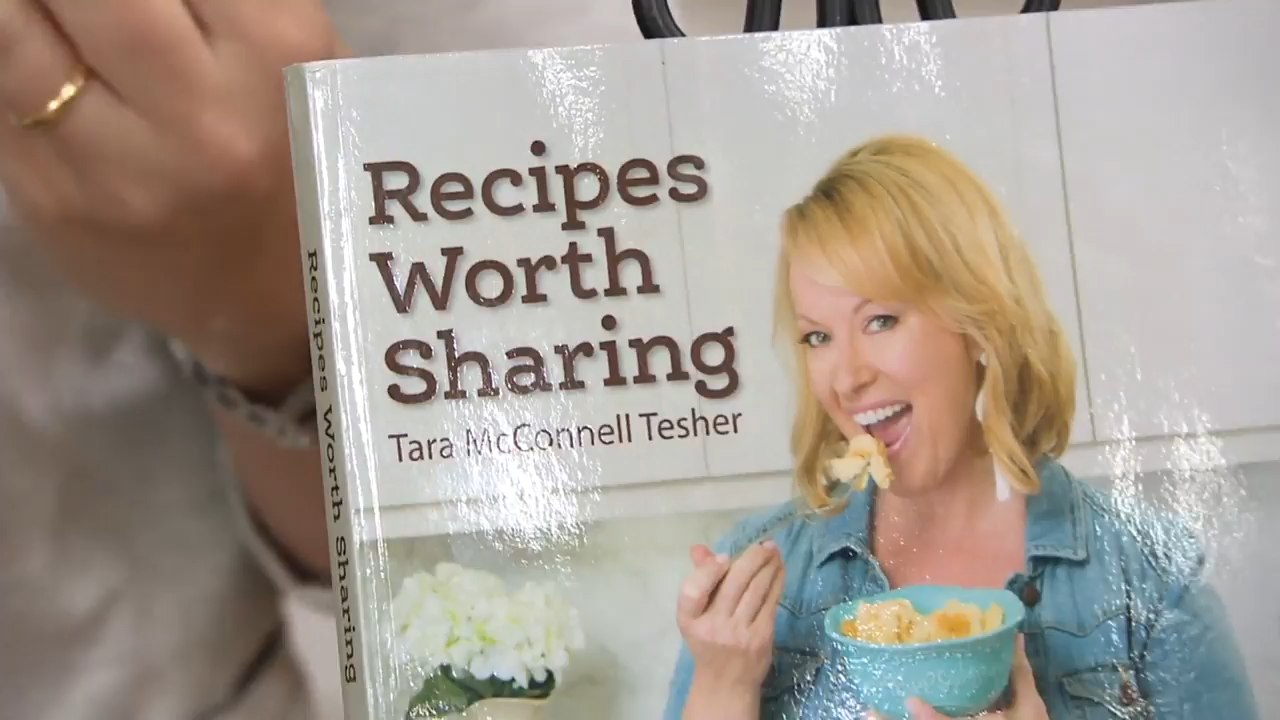 Recipes
Worth
Sharing
Tara McConnell Tesher
Recipes Worth Sharing